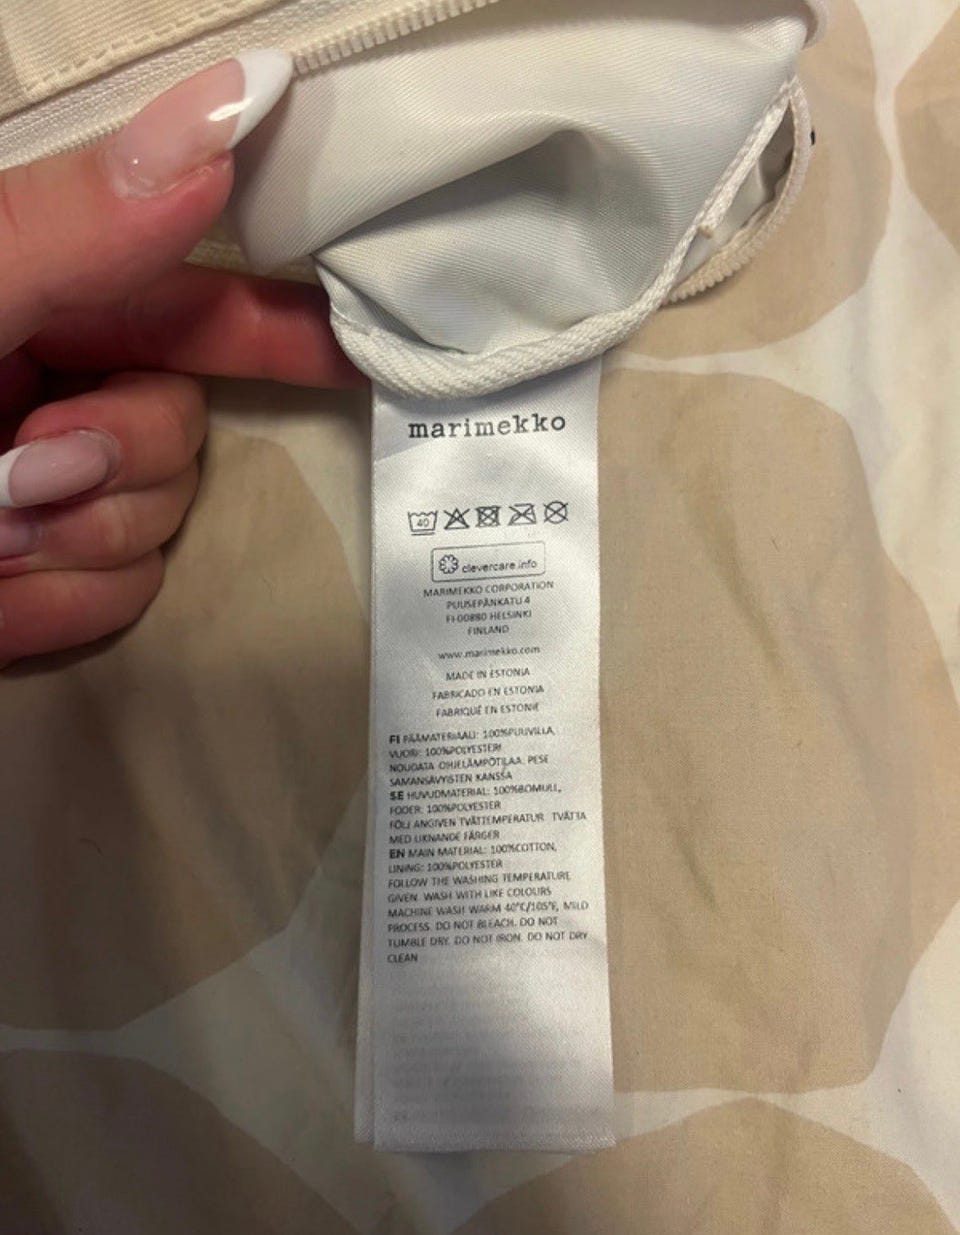 marimekko
40
clevercare.info
MARIMEKKO CORPORATION
PUUSEPÄNKATU 4
FI-00880 HELSINKI
FINLAND
www.marimekko.com
MADE IN ESTONIA
FABRICADO EN ESTONIA
FABRIQUÉ EN ESTONIE
FI PÄÄMATERIAALI: 100%PUUVILLA,
VUORI: 100%POLYESTERI
NOUDATA OHJELÄMPÖTILAA. PESE
SAMANSÄVYISTEN KANSSA
SE HUVUDMATERIAL: 100%BOMULL,
FODER: 100%POLYESTER
FÖLJ ANGIVEN TVÄTTEMPERATUR. TVÄTTA
MED LIKNANDE FÄRGER
EN MAIN MATERIAL: 100%COTTON,
LINING: 100%POLYESTER
FOLLOW THE WASHING TEMPERATURE
GIVEN. WASH WITH LIKE COLOURS
MACHINE WASH WARM 40°C/105°F, MILD
PROCESS. DO NOT BLEACH. DO NOT
TUMBLE DRY. DO NOT IRON. DO NOT DRY
CLEAN